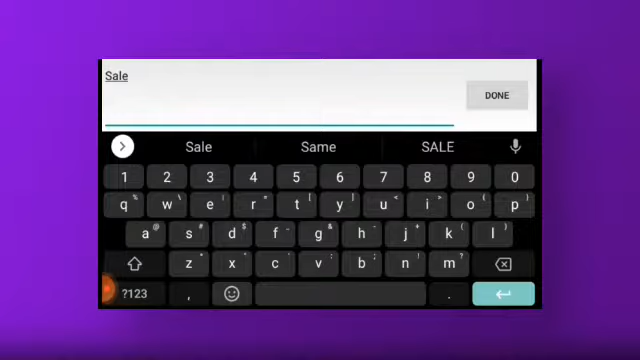 Sale
DONE
Sale Same SALE
1 2 3 4 5 6 7 8 9 0
q w e r t y u i o p
a s d f g h j k l
z x c v b n m
?123 , .